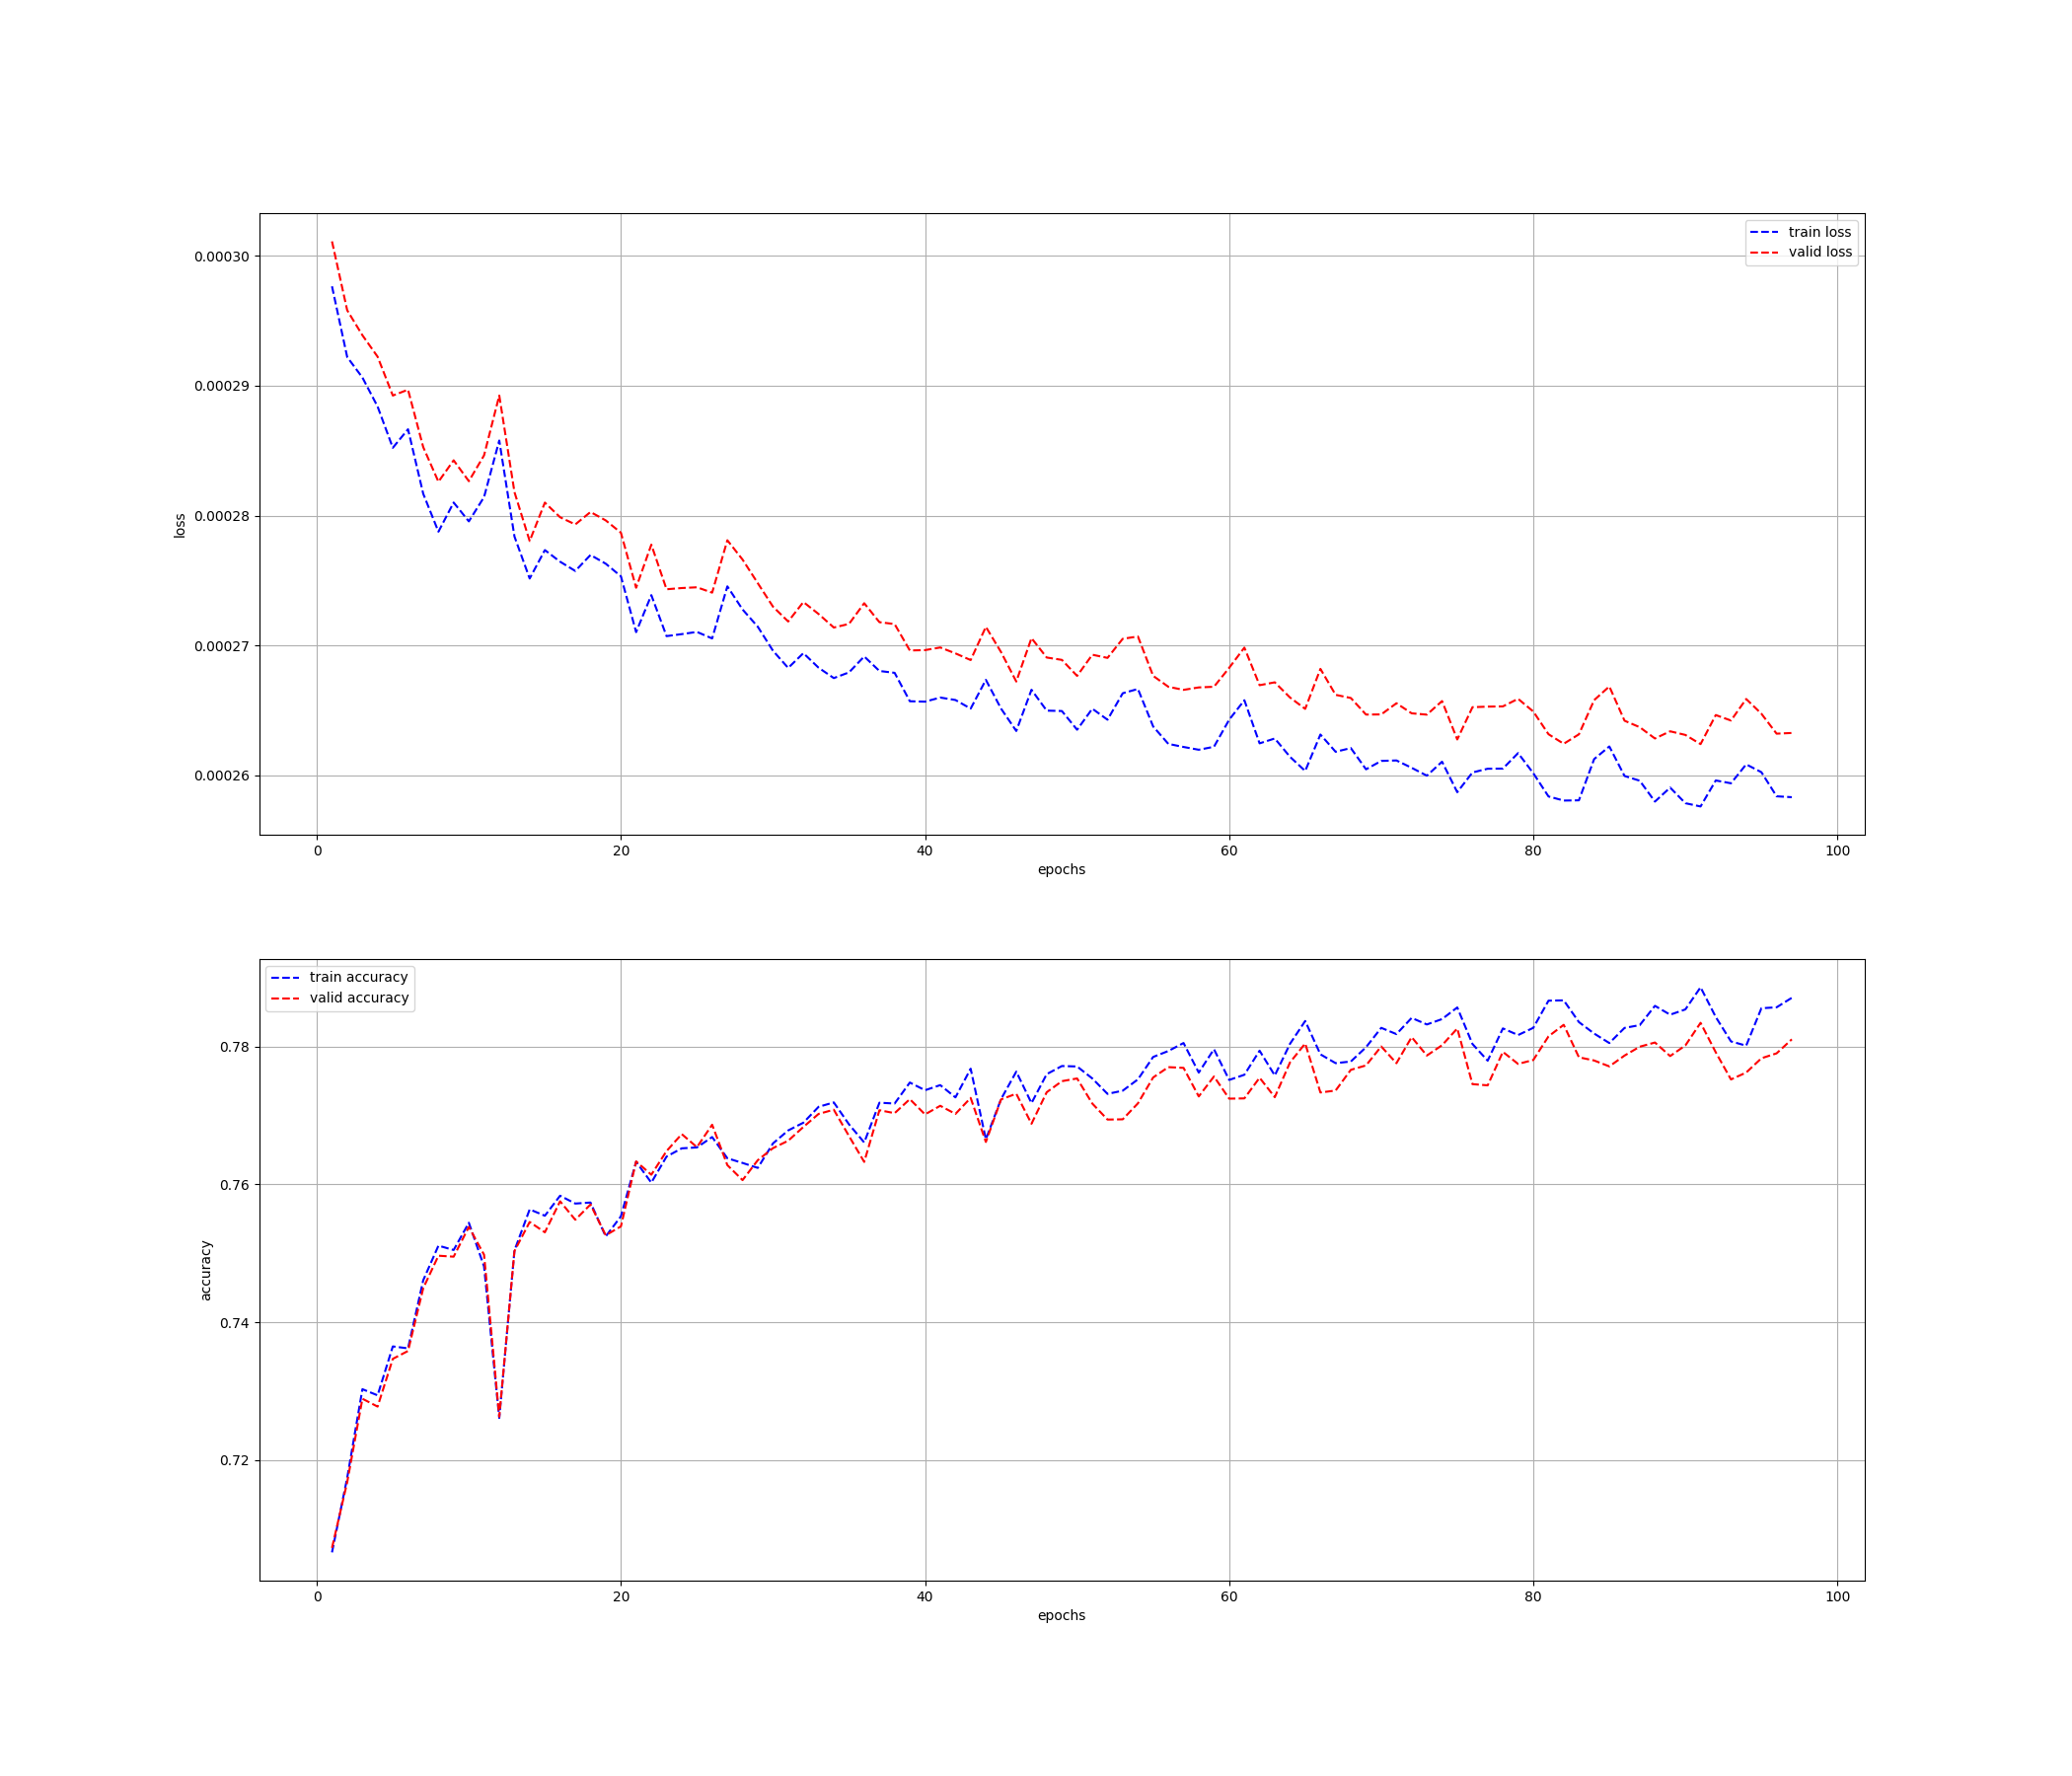 train loss
valid loss
0.00030
0.00029
0.00028
0.00027
0.00026
loss
0 20 40 60 80 100
epochs
train accuracy
valid accuracy
0.78
0.76
0.74
0.72
accuracy
0 20 40 60 80 100
epochs